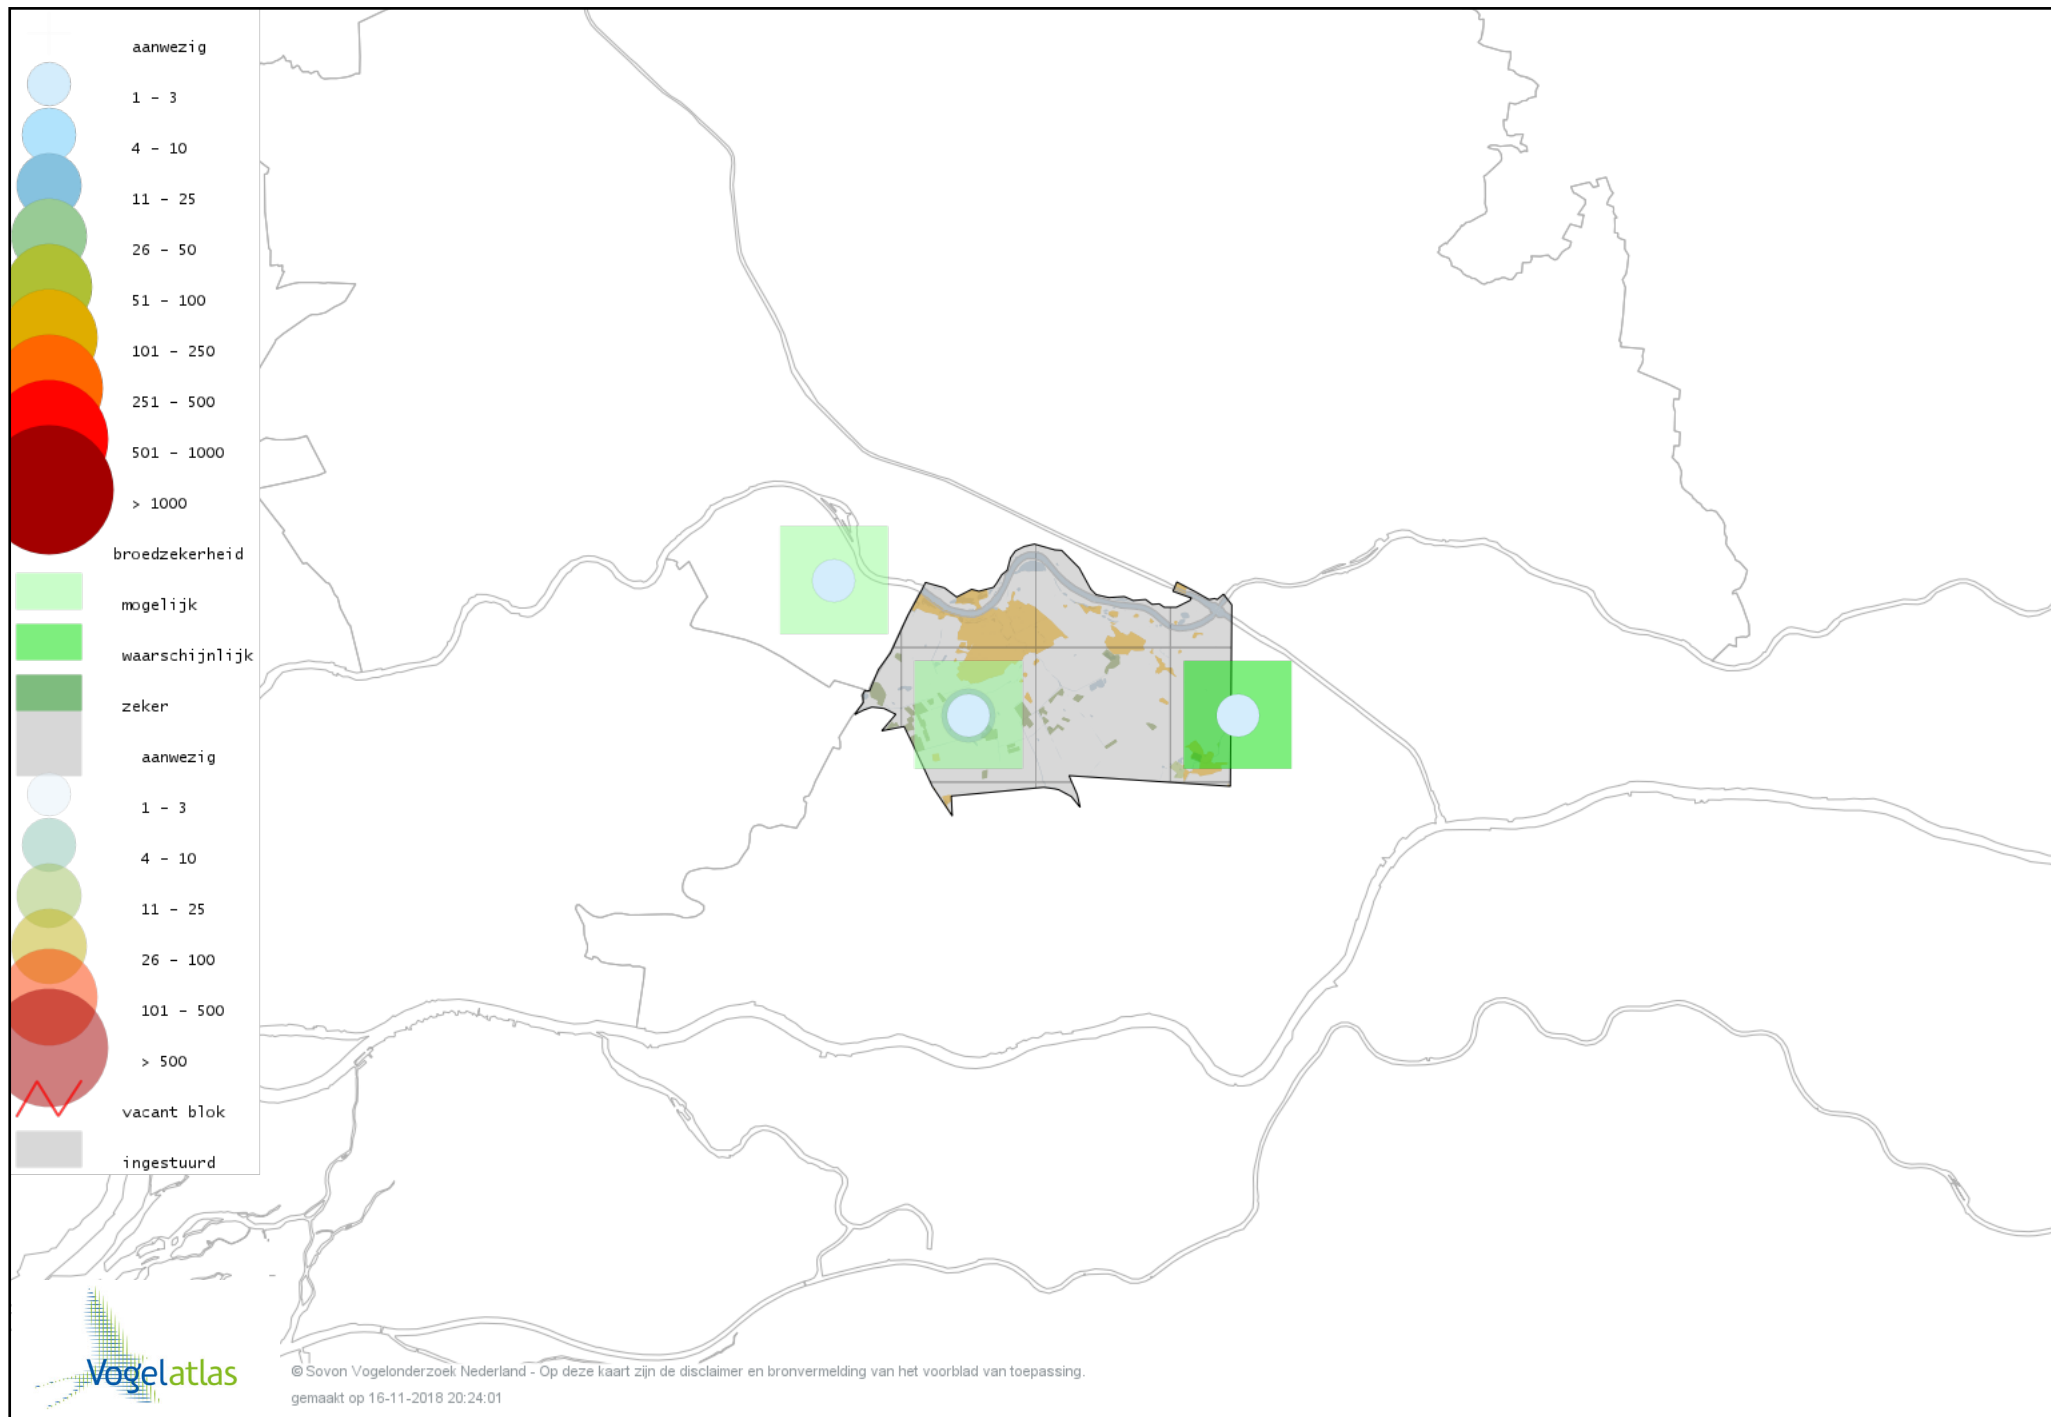 aanwezig
1 - 3
4 - 10
11 - 25
26 - 50
51 - 100
101 - 250
251 - 500
501 - 1000
> 1000
broedzekerheid
mogelijk
waarschijnlijk
zeker
aanwezig
1 - 3
4 - 10
11 - 25
26 - 100
101 - 500
> 500
vacant blok
ingestuurd
Vogelatlas
© Sovon Vogelonderzoek Nederland - Op deze kaart zijn de disclaimer en bronvermelding van het voorblad van toepassing.
gemaakt op 16-11-2018 20:24:01